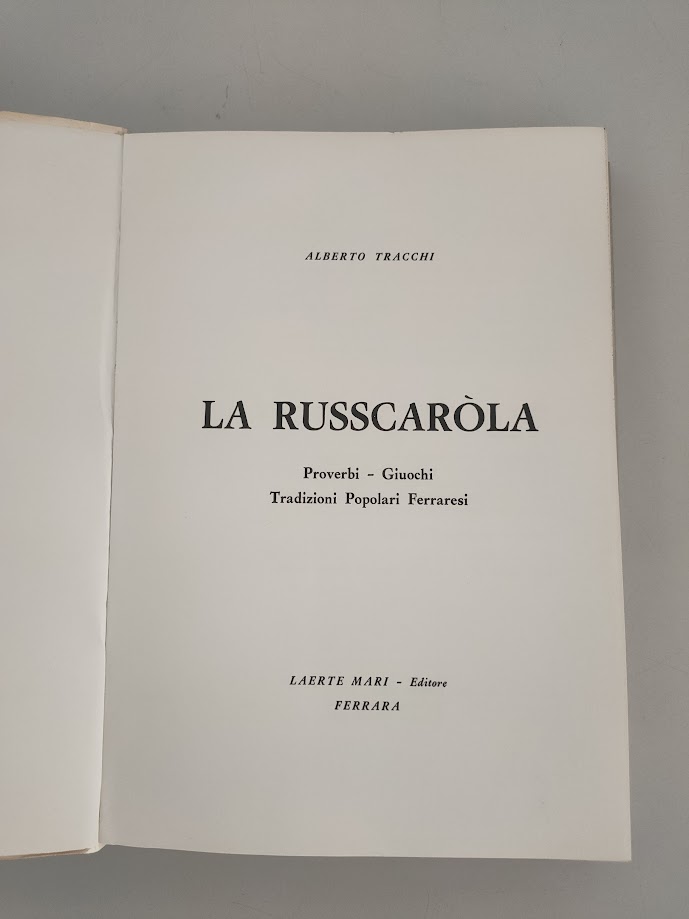 ALBERTO TRACCHI
LA RUSSCARÒLA
Proverbi - Giuochi
Tradizioni Popolari Ferraresi
LAERTE MARI - Editore
FERRARA